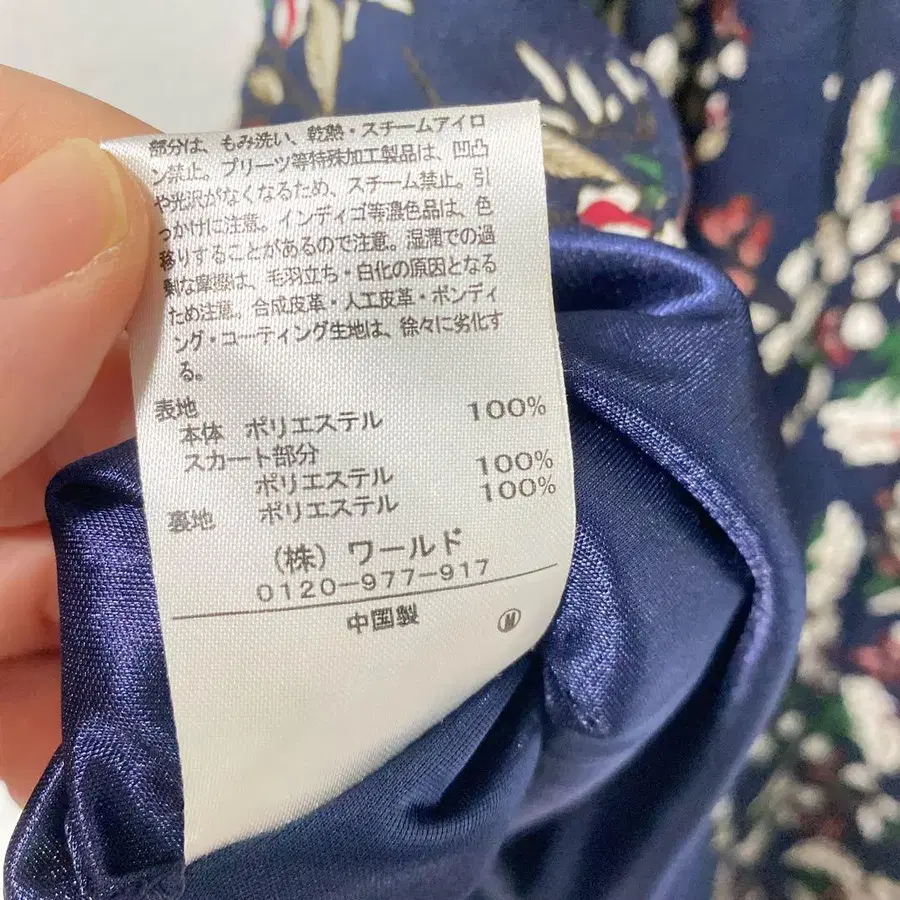 部分は、もみ洗い、乾熱・スチームアイロ
ン禁止。プリーツ等特殊加工製品は、凹凸
や光沢がなくなるため、スチーム禁止。引
っかけに注意。インディゴ等濃色品は、色
移りすることがあるので注意。湿潤での過
剰な摩擦は、毛羽立ち・白化の原因となる
ため注意。合成皮革・人工皮革・ボンディ
ング・コーティング生地は、徐々に劣化す
る。
表地
本体 ポリエステル 100%
スカート部分
ポリエステル 100%
裏地 ポリエステル 100%
(株)ワールド
0120-977-917
中国製 Ⓜ